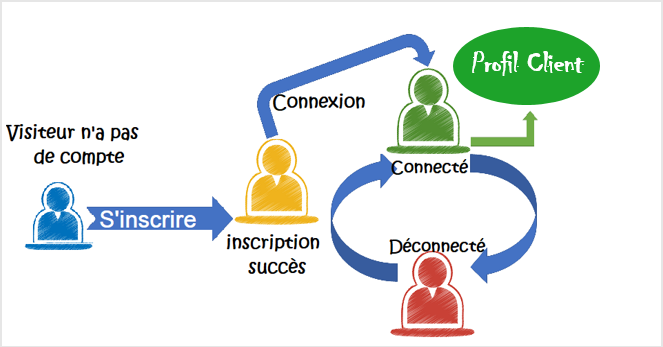 Profil Client
Connexion
Visiteur n'a pas
de compte
S'inscrire
Connecté
inscription
succès
Déconnecté